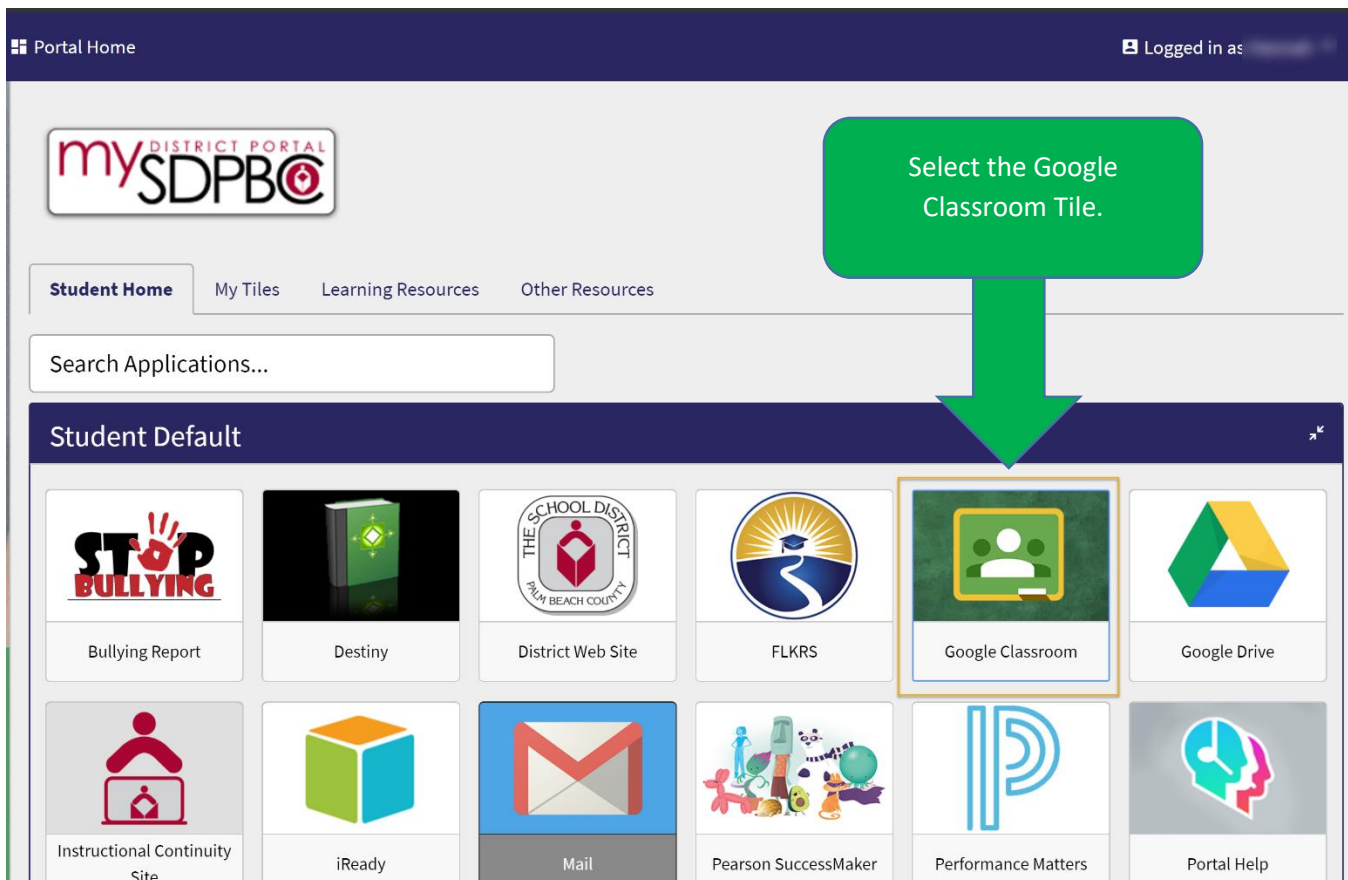 Portal Home
Logged in as
my DISTRICT PORTAL
SDPBC
Select the Google
Classroom Tile.
Student Home My Tiles Learning Resources Other Resources
Search Applications...
Student Default
STOP
BULLYING
THE SCHOOL DISTRICT
PALM BEACH COUNTY
Bullying Report Destiny District Web Site FLKRS Google Classroom Google Drive
Instructional Continuity
Site
iReady Mail Pearson SuccessMaker Performance Matters Portal Help